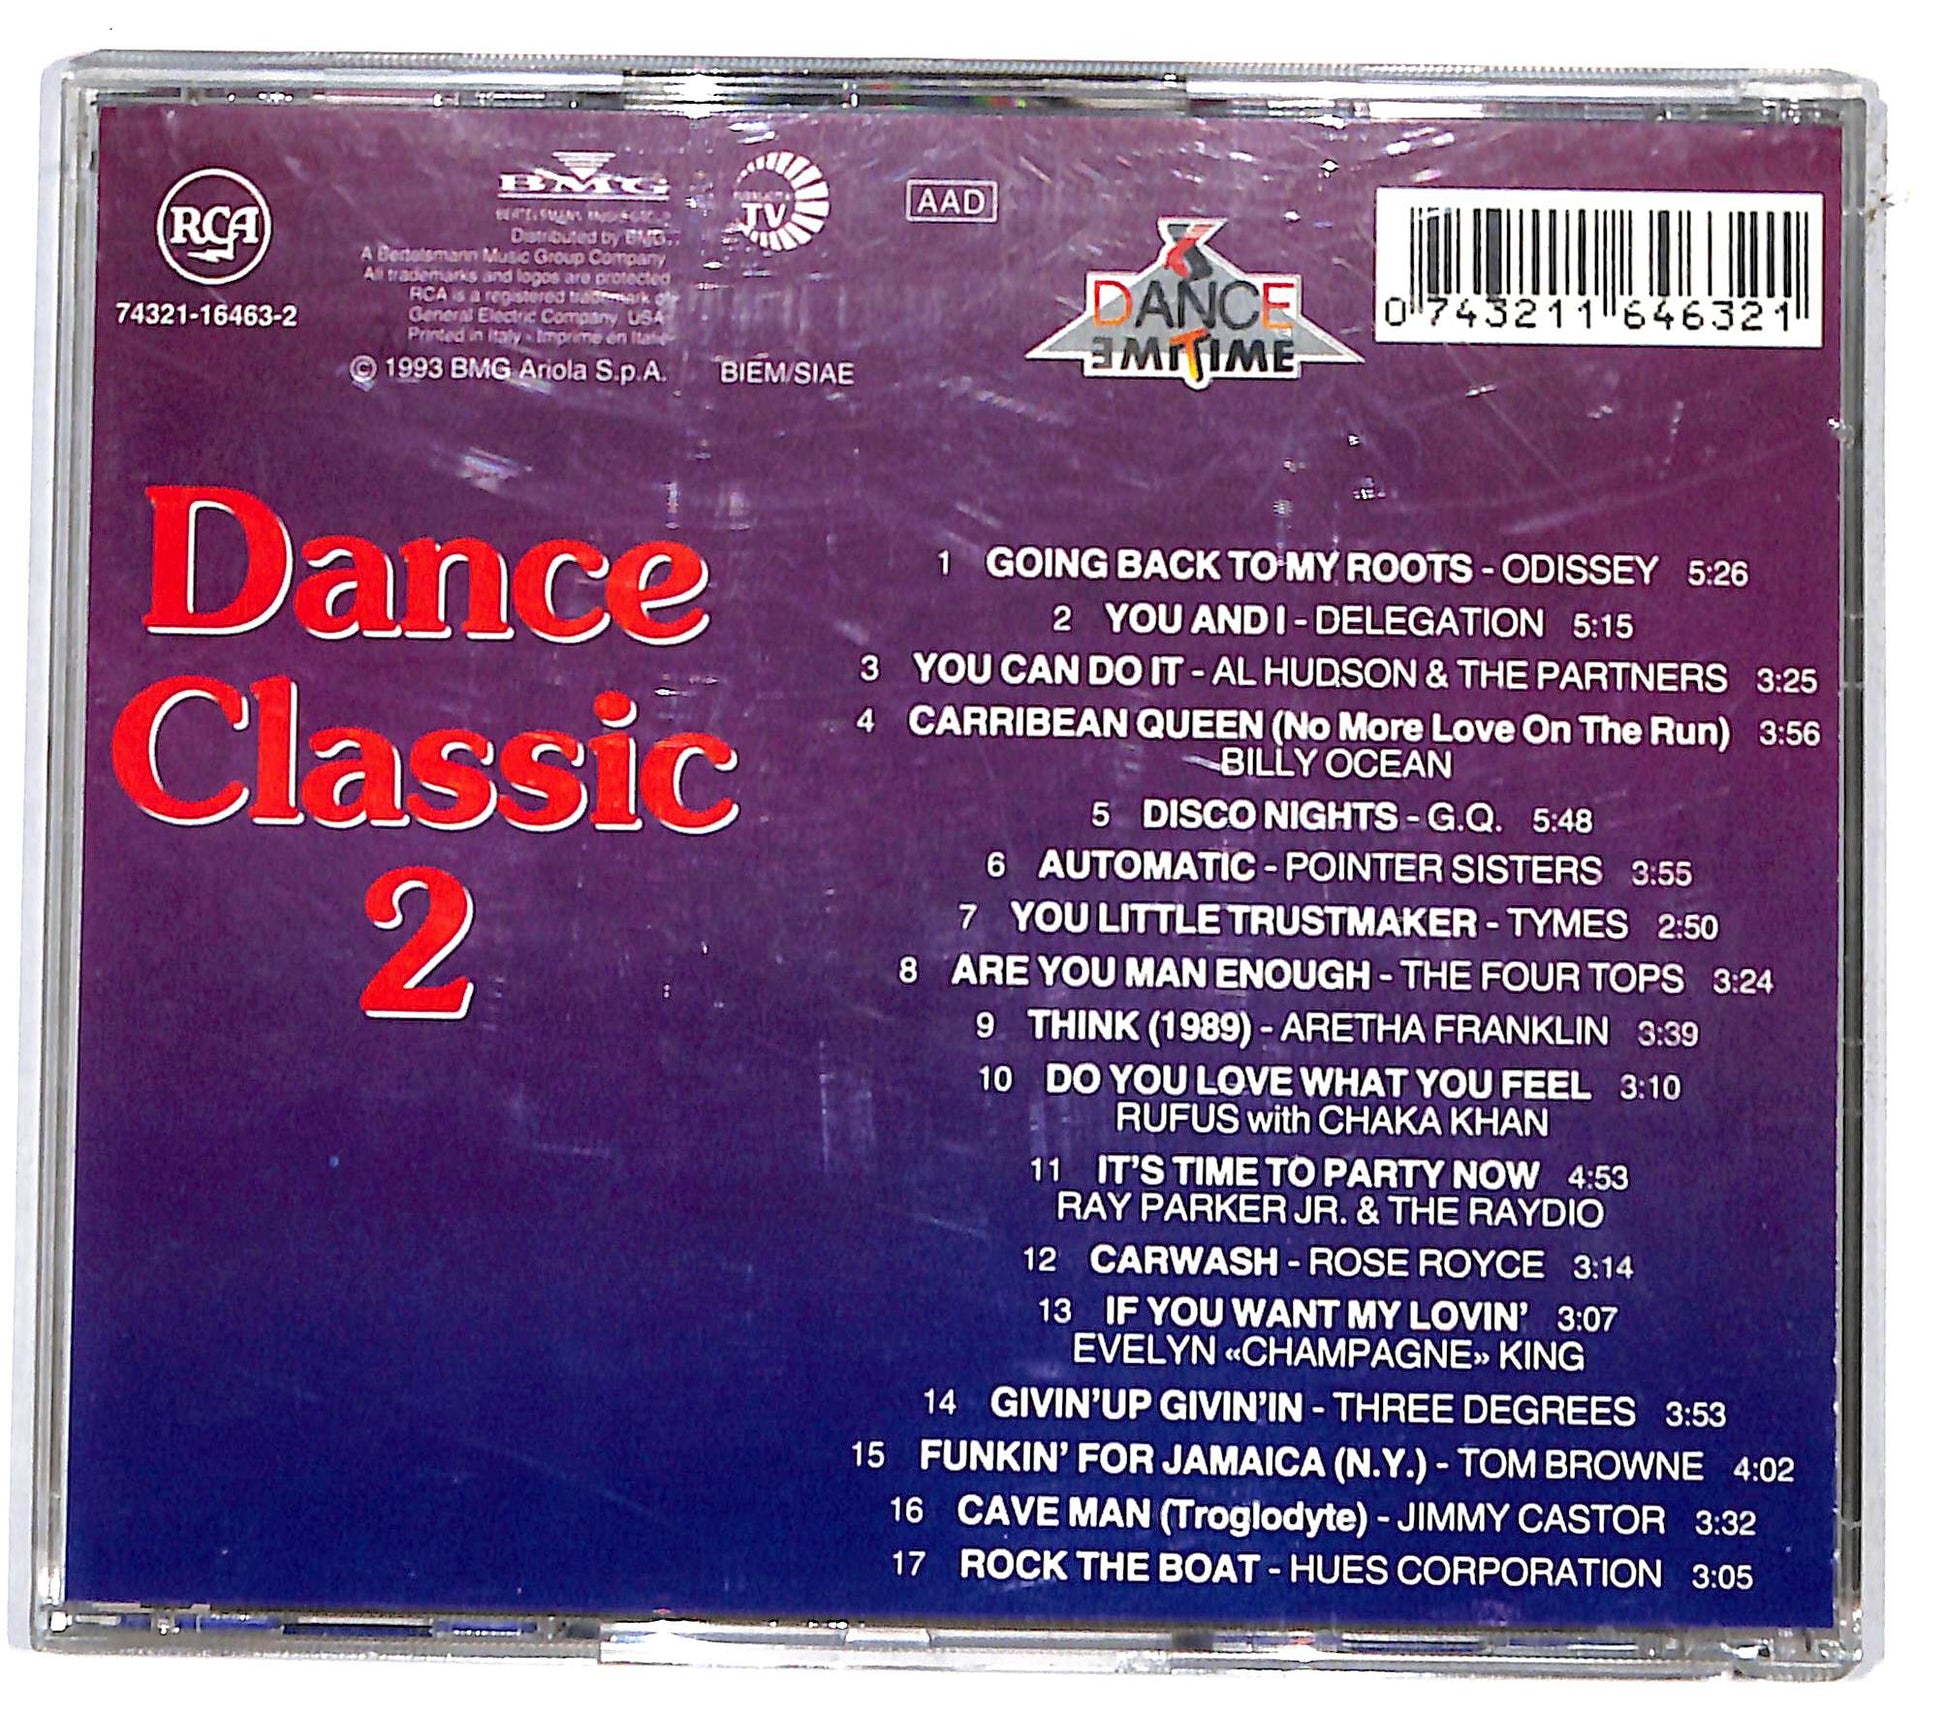 RCA
74321-16463-2
BMG
BERTELSMANN MUSIC GROUP
Distributed by BMG
A Bertelsmann Music Group Company
All trademarks and logos are protected
RCA is a registered trademark of
General Electric Company, USA
Printed in Italy - Imprimé en Italie
© 1993 BMG Ariola S.p.A.
TV
BIEM/SIAE
AAD
DANCE
TIME
0 743211 646321
Dance
Classic
2
1 GOING BACK TO MY ROOTS - ODISSEY 5:26
2 YOU AND I - DELEGATION 5:15
3 YOU CAN DO IT - AL HUDSON & THE PARTNERS 3:25
4 CARRIBEAN QUEEN (No More Love On The Run) 3:56
BILLY OCEAN
5 DISCO NIGHTS - G.Q. 5:48
6 AUTOMATIC - POINTER SISTERS 3:55
7 YOU LITTLE TRUSTMAKER - TYMES 2:50
8 ARE YOU MAN ENOUGH - THE FOUR TOPS 3:24
9 THINK (1989) - ARETHA FRANKLIN 3:39
10 DO YOU LOVE WHAT YOU FEEL 3:10
RUFUS with CHAKA KHAN
11 IT'S TIME TO PARTY NOW 4:53
RAY PARKER JR. & THE RAYDIO
12 CARWASH - ROSE ROYCE 3:14
13 IF YOU WANT MY LOVIN' 3:07
EVELYN «CHAMPAGNE» KING
14 GIVIN'UP GIVIN'IN - THREE DEGREES 3:53
15 FUNKIN' FOR JAMAICA (N.Y.) - TOM BROWNE 4:02
16 CAVE MAN (Troglodyte) - JIMMY CASTOR 3:32
17 ROCK THE BOAT - HUES CORPORATION 3:05